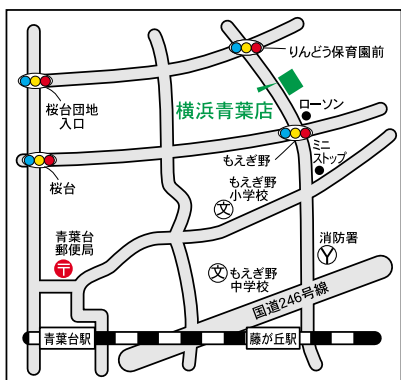 りんどう保育園前
桜台団地
入口
横浜青葉店
ローソン
もえぎ野
ミニ
ストップ
桜台
もえぎ野
小学校
文
青葉台
郵便局
〒
消防署
Y
文
もえぎ野
中学校
国道246号線
青葉台駅
藤が丘駅